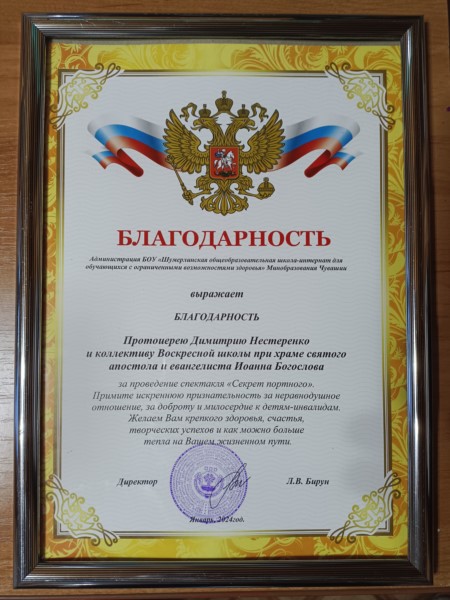 БЛАГОДАРНОСТЬ
Администрация БОУ «Шумерлинская общеобразовательная школа-интернат для
обучающихся с ограниченными возможностями здоровья» Минобразования Чувашии
выражает
БЛАГОДАРНОСТЬ
Протоиерею Димитрию Нестеренко
и коллективу Воскресной школы при храме святого
апостола и евангелиста Иоанна Богослова
за проведение спектакля «Секрет портного».
Примите искреннюю признательность за неравнодушное
отношение, за доброту и милосердие к детям-инвалидам.
Желаем Вам крепкого здоровья, счастья,
творческих успехов и как можно больше
тепла на Вашем жизненном пути.
Директор Л.В. Бирун
Январь, 2024год.